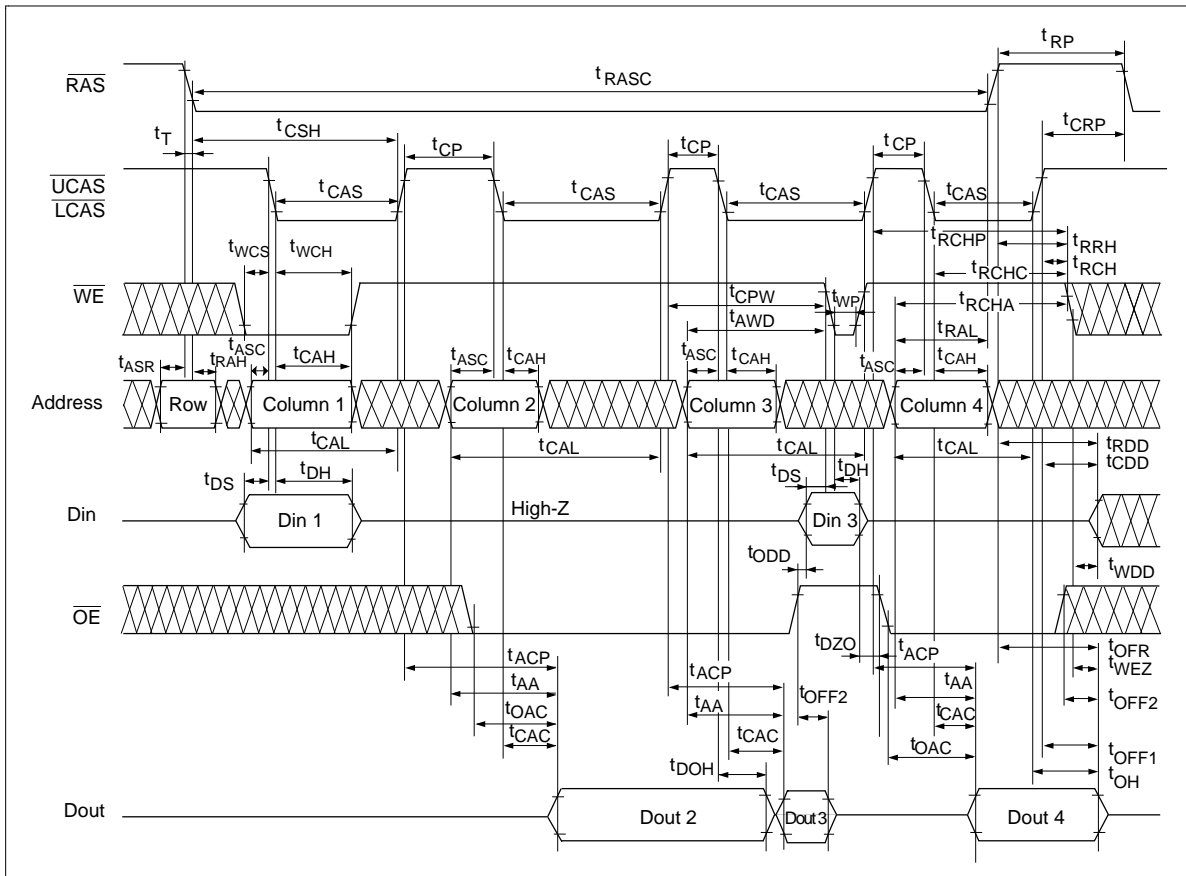 tRP
RAS
tRASC
tT
tCSH
tCP
tCP
tCP
tCRP
UCAS
LCAS
tCAS
tCAS
tCAS
tCAS
tWCS
tWCH
tRCHP
tRRH
tRCHC
tRCH
WE
tCPW
tWP
tRCHA
tAWD
tRAL
tASR
tRAH
tASC
tCAH
tASC
tCAH
tASC
tCAH
tASC
tCAH
Address
Row
Column 1
Column 2
Column 3
Column 4
tCAL
tCAL
tCAL
tCAL
tRDD
tCDD
tDS
tDH
tDS
tDH
Din
Din 1
High-Z
Din 3
tODD
tWDD
OE
tDZO
tACP
tACP
tACP
tOFR
tWEZ
tAA
tAA
tOFF2
tAA
tOFF2
tOAC
tCAC
tCAC
tCAC
tOAC
tOFF1
tDOH
tOH
Dout
Dout 2
Dout 3
Dout 4